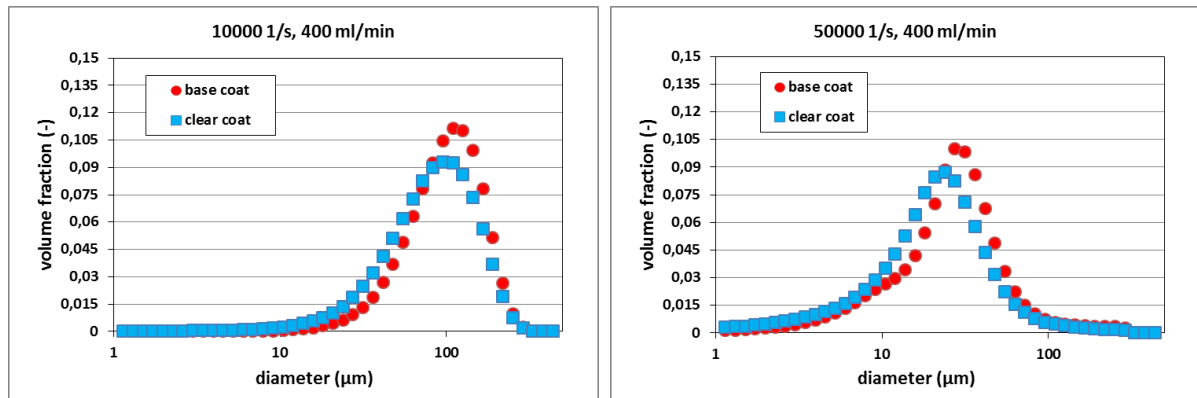 10000 1/s, 400 ml/min
volume fraction (-)
0,15
0,135
0,12
0,105
0,09
0,075
0,06
0,045
0,03
0,015
0
base coat
clear coat
1
10
100
diameter (µm)
50000 1/s, 400 ml/min
volume fraction (-)
0,15
0,135
0,12
0,105
0,09
0,075
0,06
0,045
0,03
0,015
0
base coat
clear coat
1
10
100
diameter (µm)